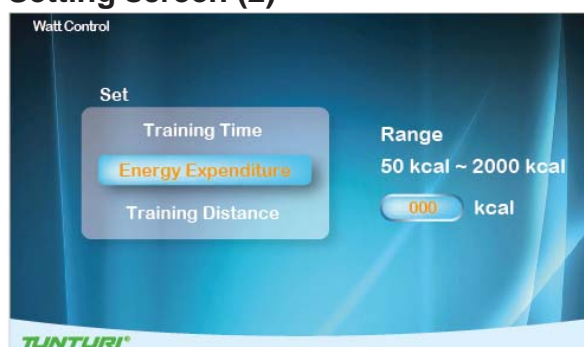 Setting screen (2)
Watt Control
Set
Training Time
Energy Expenditure
Training Distance
Range
50 kcal ~ 2000 kcal
000 kcal
TUNTURI®